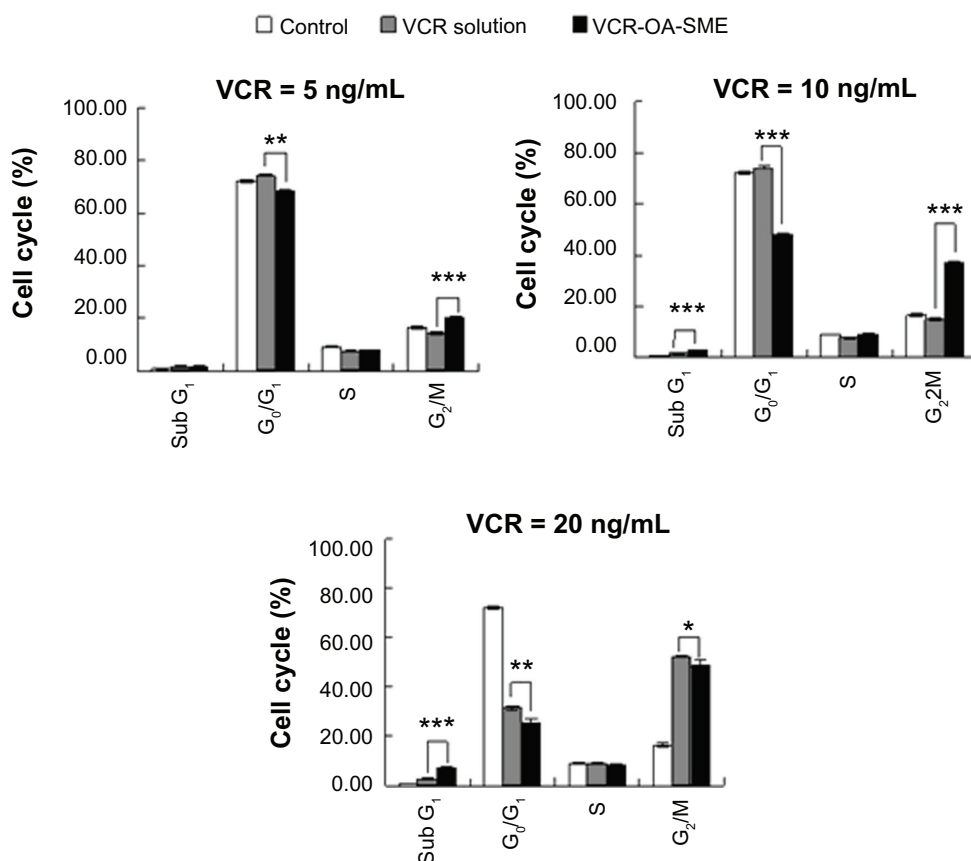 Control VCR solution VCR-OA-SME
VCR = 5 ng/mL
Cell cycle (%)
100.00
80.00
60.00
40.00
20.00
0.00
**
***
Sub G₁
G₀/G₁
S
G₂/M
VCR = 10 ng/mL
Cell cycle (%)
100.00
80.00
60.00
40.00
20.00
0.00
***
***
***
Sub G₁
G₀/G₁
S
G₂2M
VCR = 20 ng/mL
Cell cycle (%)
100.00
80.00
60.00
40.00
20.00
0.00
***
**
*
Sub G₁
G₀/G₁
S
G₂/M